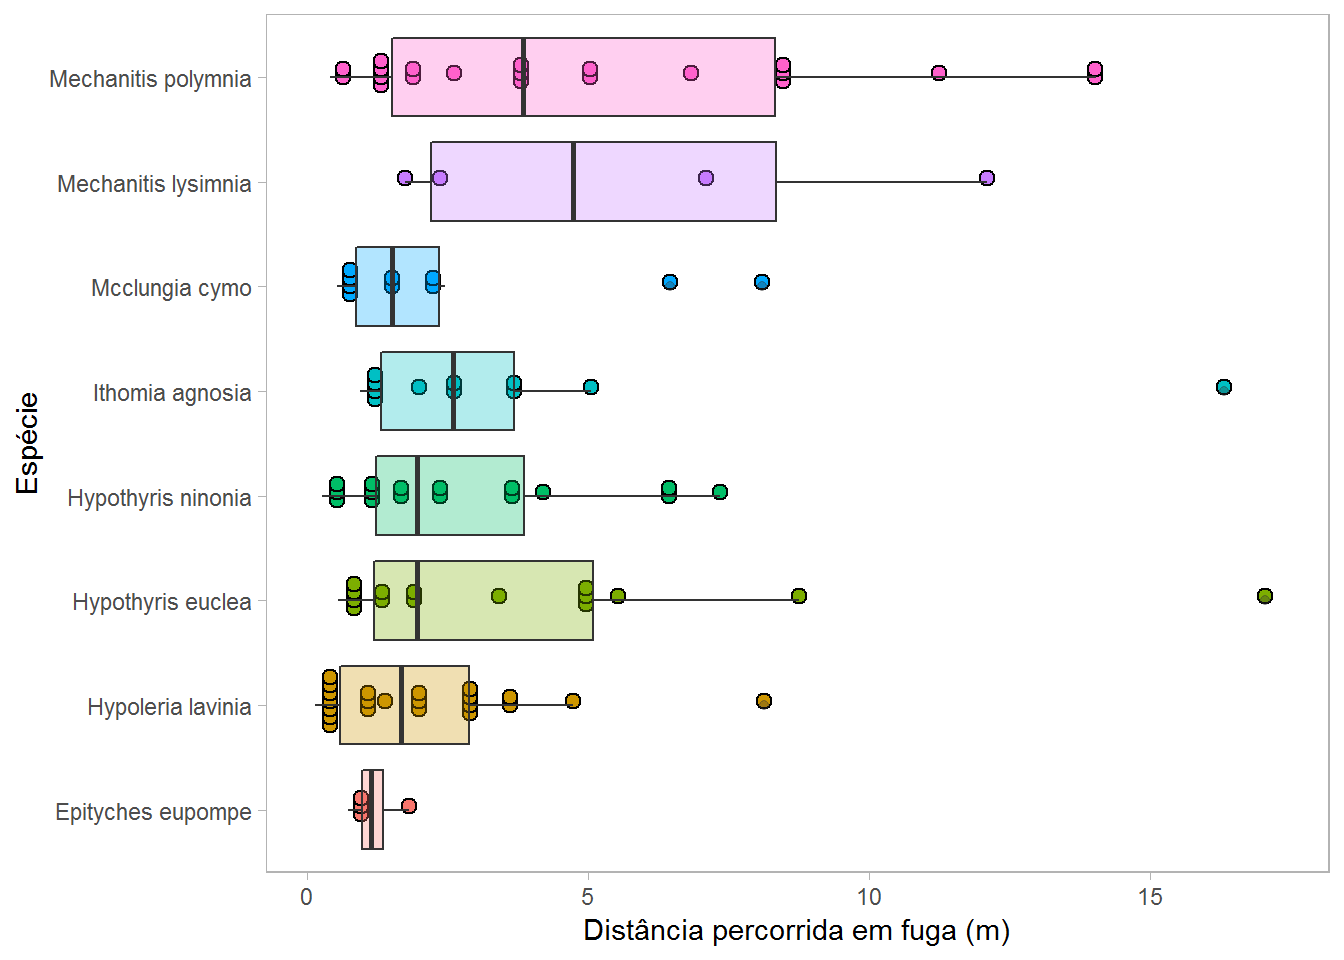 Mechanitis polymnia
Mechanitis lysimnia
Mcclungia cymo
Ithomia agnosia
Hypothyris ninonia
Hypothyris euclea
Hypoleria lavinia
Epityches eupompe
Espécie
0 5 10 15
Distância percorrida em fuga (m)